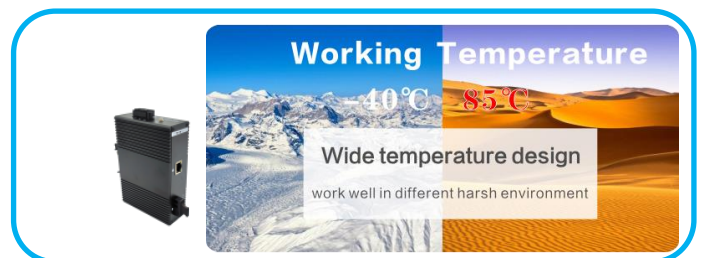 Working Temperature
-40℃ 85℃
Wide temperature design
work well in different harsh environment